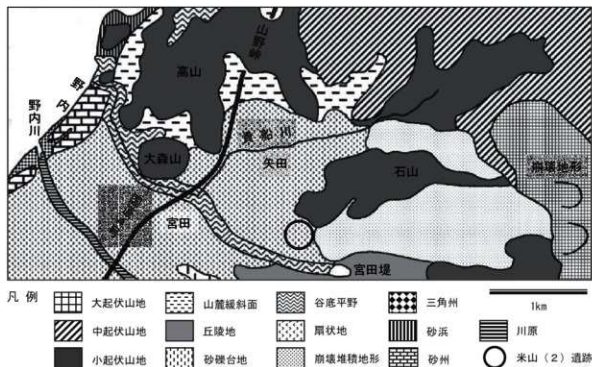 高山
野内
野内川
貴船川
大森山
矢田
石山
崩壊地形
宮田
宮田堤
凡例
大起伏山地
山麓緩斜面
谷底平野
三角州
1km
中起伏山地
丘陵地
扇状地
砂浜
川原
小起伏山地
砂礫台地
崩壊堆積地形
砂州
米山（2）遺跡